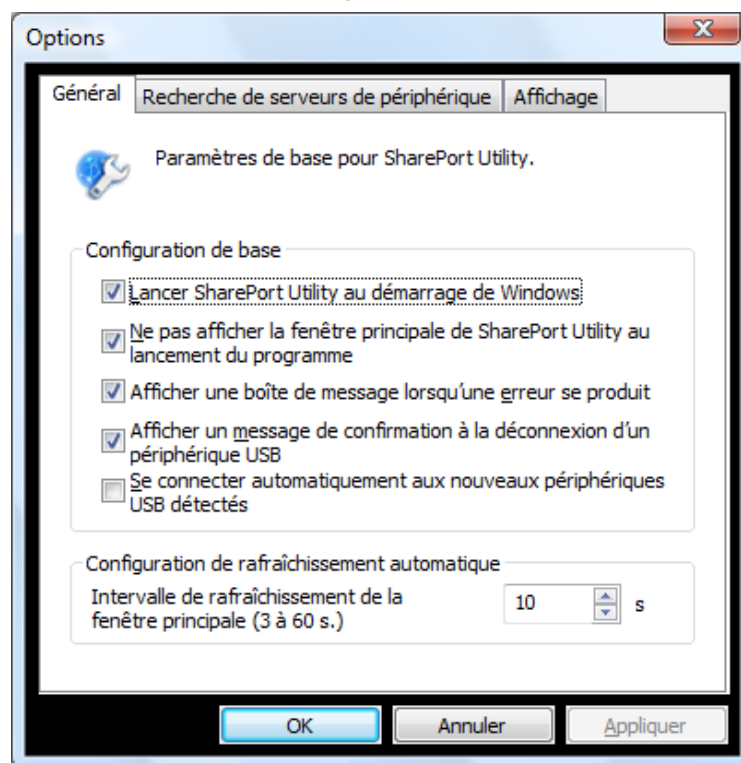 Options
Général
Recherche de serveurs de périphérique
Affichage
Paramètres de base pour SharePort Utility.
Configuration de base
Lancer SharePort Utility au démarrage de Windows
Ne pas afficher la fenêtre principale de SharePort Utility au
lancement du programme
Afficher une boîte de message lorsqu'une erreur se produit
Afficher un message de confirmation à la déconnexion d'un
périphérique USB
Se connecter automatiquement aux nouveaux périphériques
USB détectés
Configuration de rafraîchissement automatique
Intervalle de rafraîchissement de la
fenêtre principale (3 à 60 s.)
10
s
OK
Annuler
Appliquer